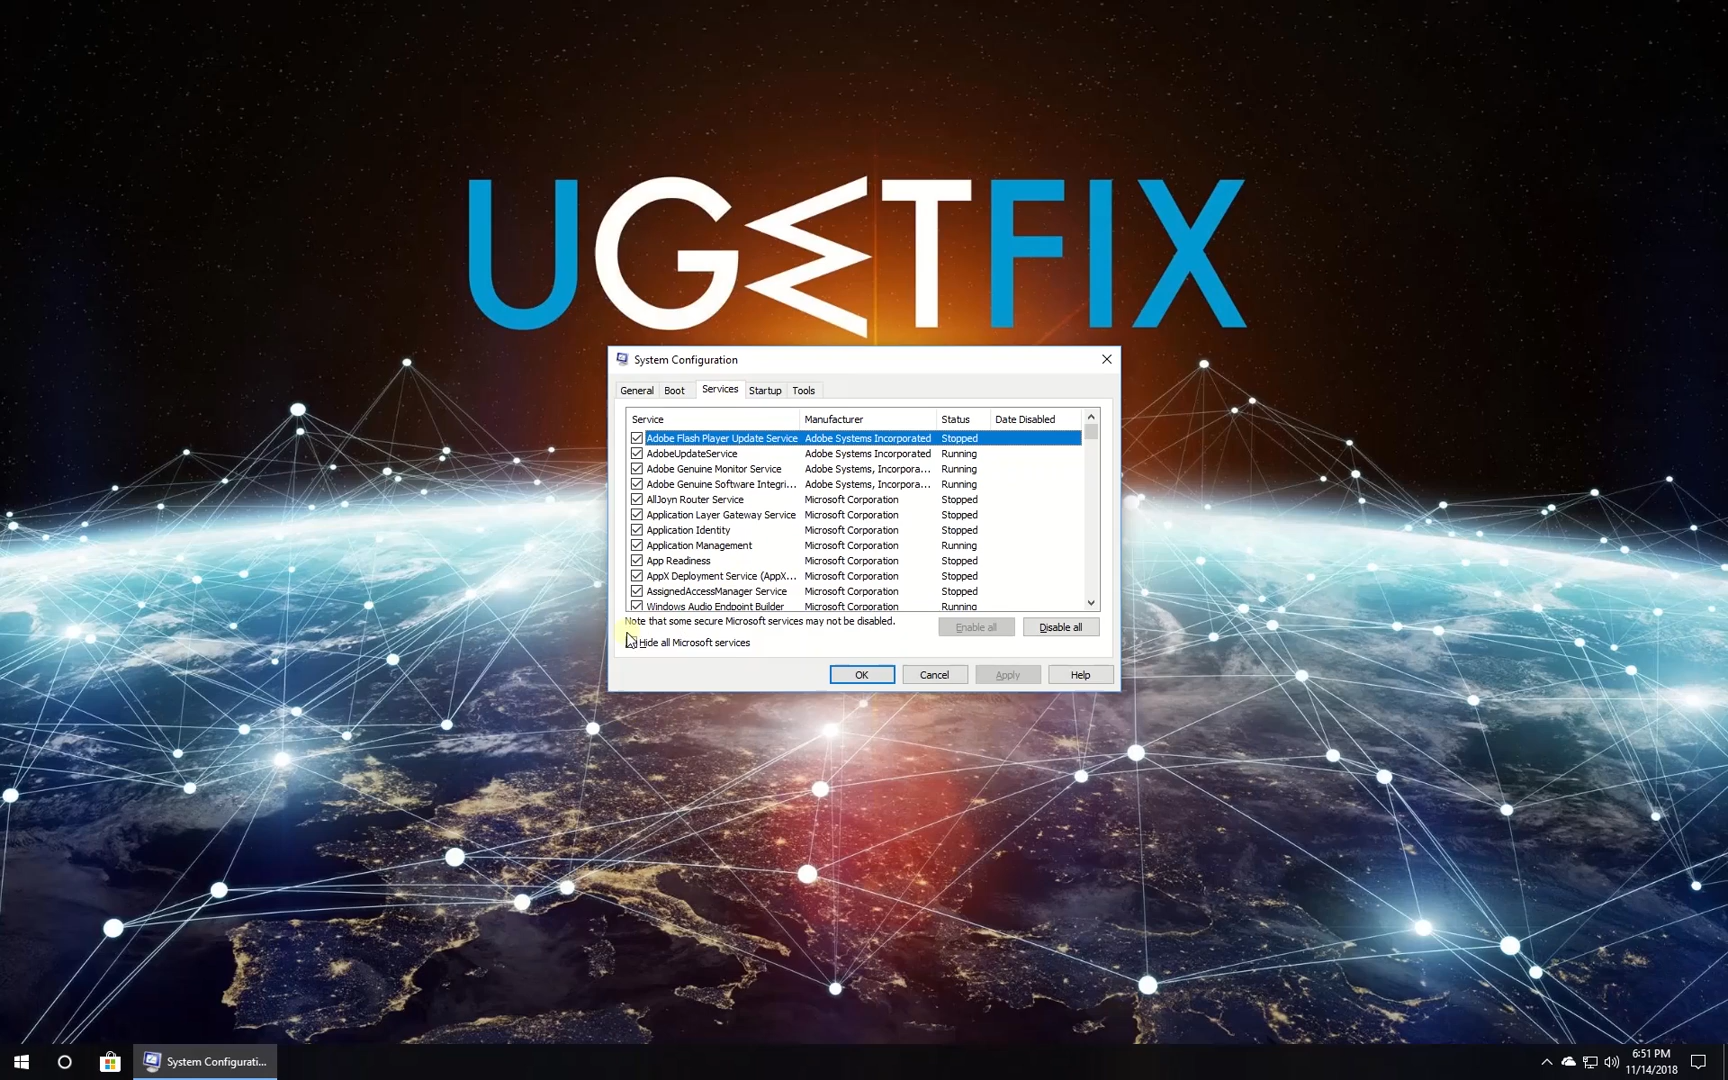 UGETFIX
System Configuration
General Boot Services Startup Tools
Service Manufacturer Status Date Disabled
Adobe Flash Player Update Service Adobe Systems Incorporated Stopped
AdobeUpdateService Adobe Systems Incorporated Running
Adobe Genuine Monitor Service Adobe Systems, Incorpora... Running
Adobe Genuine Software Integri... Adobe Systems, Incorpora... Running
AllJoyn Router Service Microsoft Corporation Stopped
Application Layer Gateway Service Microsoft Corporation Stopped
Application Identity Microsoft Corporation Stopped
Application Management Microsoft Corporation Running
App Readiness Microsoft Corporation Stopped
AppX Deployment Service (AppX... Microsoft Corporation Stopped
AssignedAccessManager Service Microsoft Corporation Stopped
Windows Audio Endpoint Builder Microsoft Corporation Running
Note that some secure Microsoft services may not be disabled.
Enable all Disable all
Hide all Microsoft services
OK Cancel Apply Help
System Configurati...
6:51 PM
11/14/2018